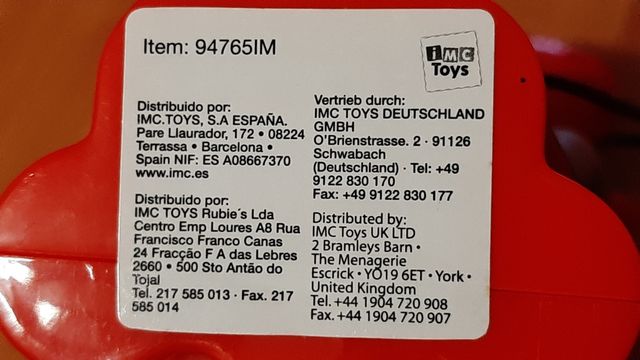 Item: 94765IM
imc
Toys
Distribuido por:
IMC.TOYS, S.A ESPAÑA.
Pare Llaurador, 172 • 08224
Terrassa • Barcelona •
Spain NIF: ES A08667370
www.imc.es
Distribuido por:
IMC TOYS Rubie´s Lda
Centro Emp Loures A8 Rua
Francisco Franco Canas
24 Fracção F A das Lebres
2660 • 500 Sto Antão do
Tojal
Tel. 217 585 013 · Fax. 217
585 014
Vertrieb durch:
IMC TOYS DEUTSCHLAND
GMBH
O'Brienstrasse. 2 · 91126
Schwabach
(Deutschland) · Tel: +49
9122 830 170
Fax: +49 9122 830 177
Distributed by:
IMC Toys UK LTD
2 Bramleys Barn •
The Menagerie
Escrick • YO19 6ET • York •
United Kingdom
Tel. +44 1904 720 908
Fax. +44 1904 720 907